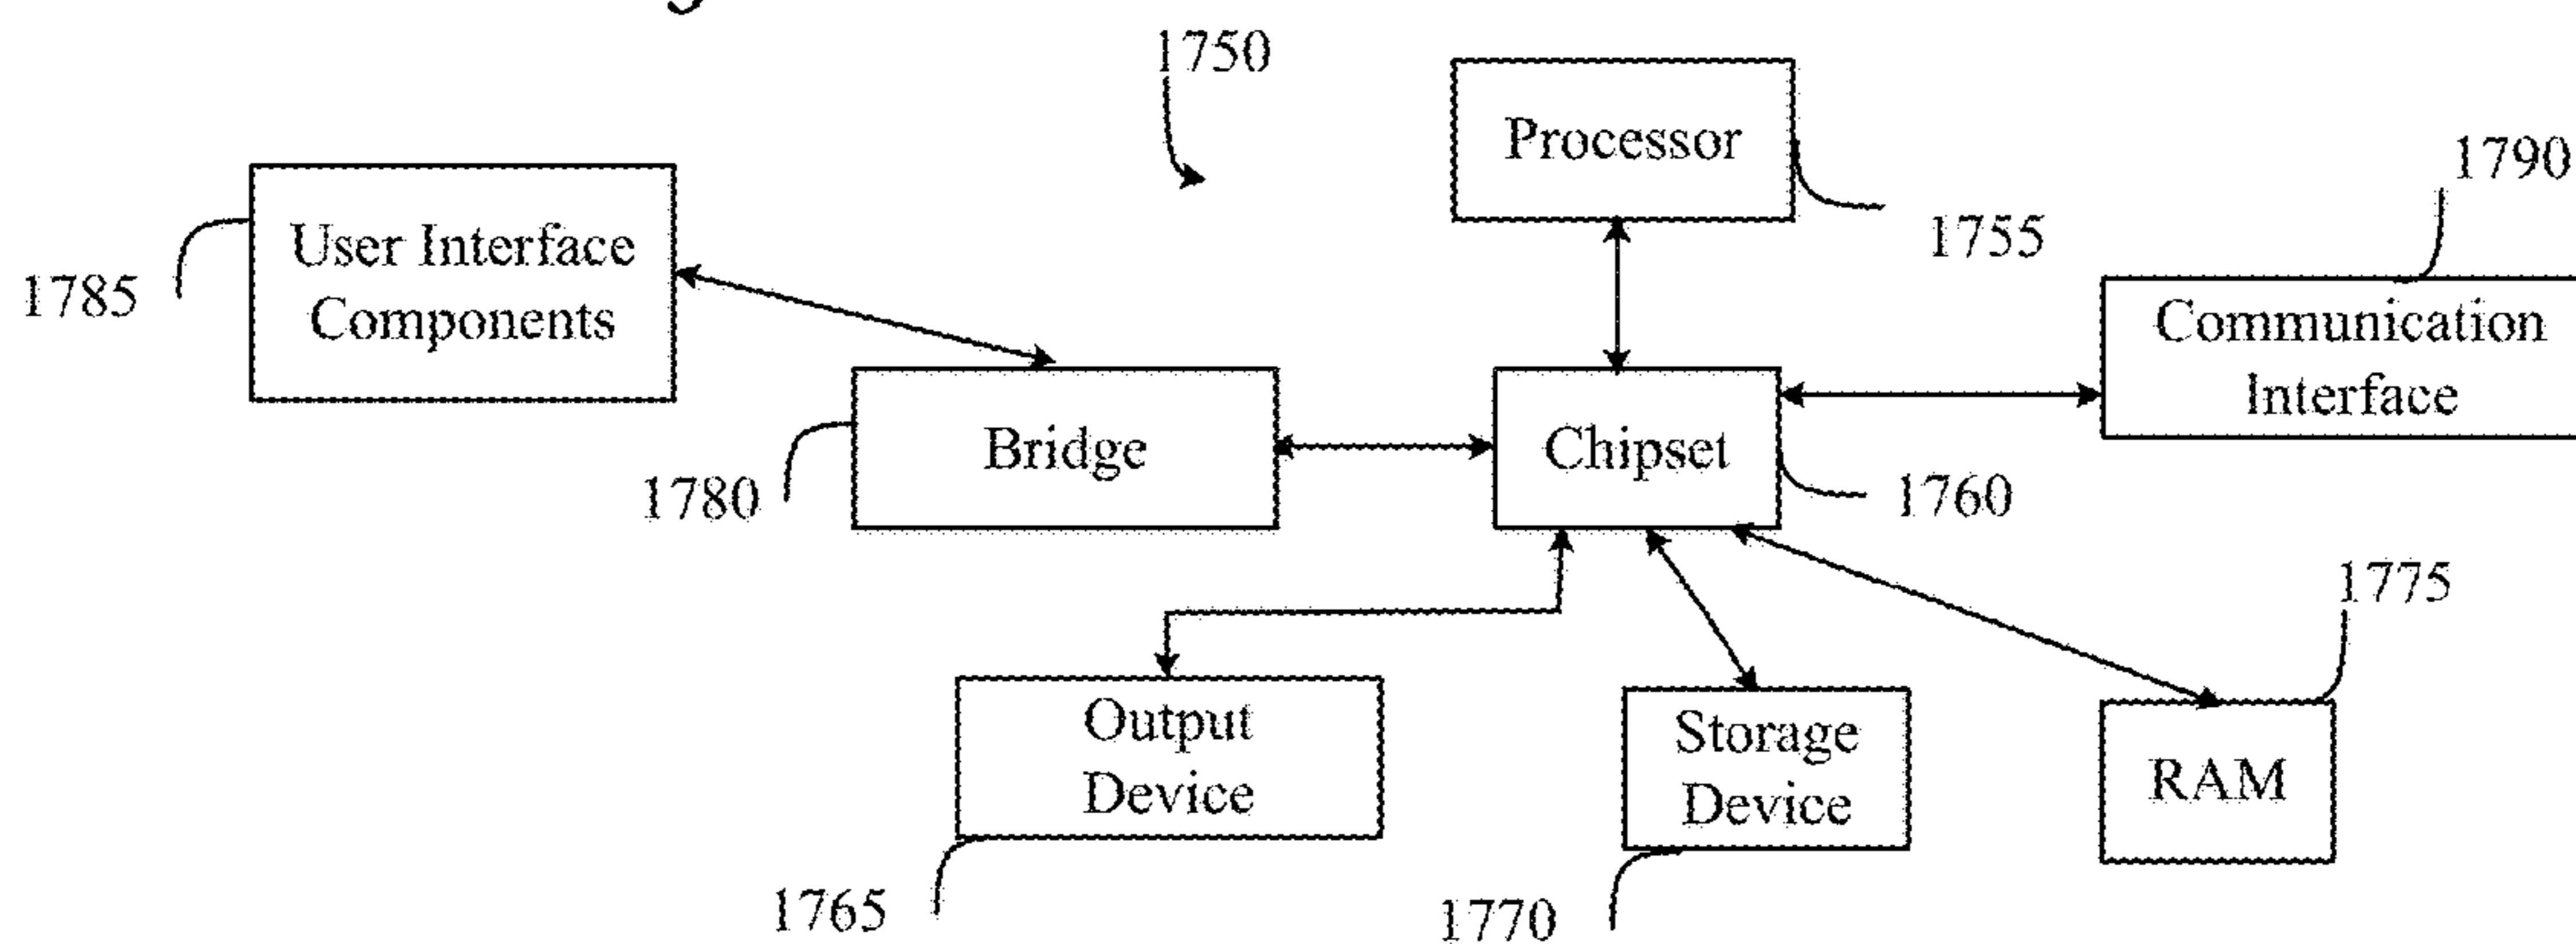 1750
Processor
1790
1755
User Interface
Components
1785
Communication
Interface
Bridge
Chipset
1780
1760
1775
Output
Device
Storage
Device
RAM
1765
1770